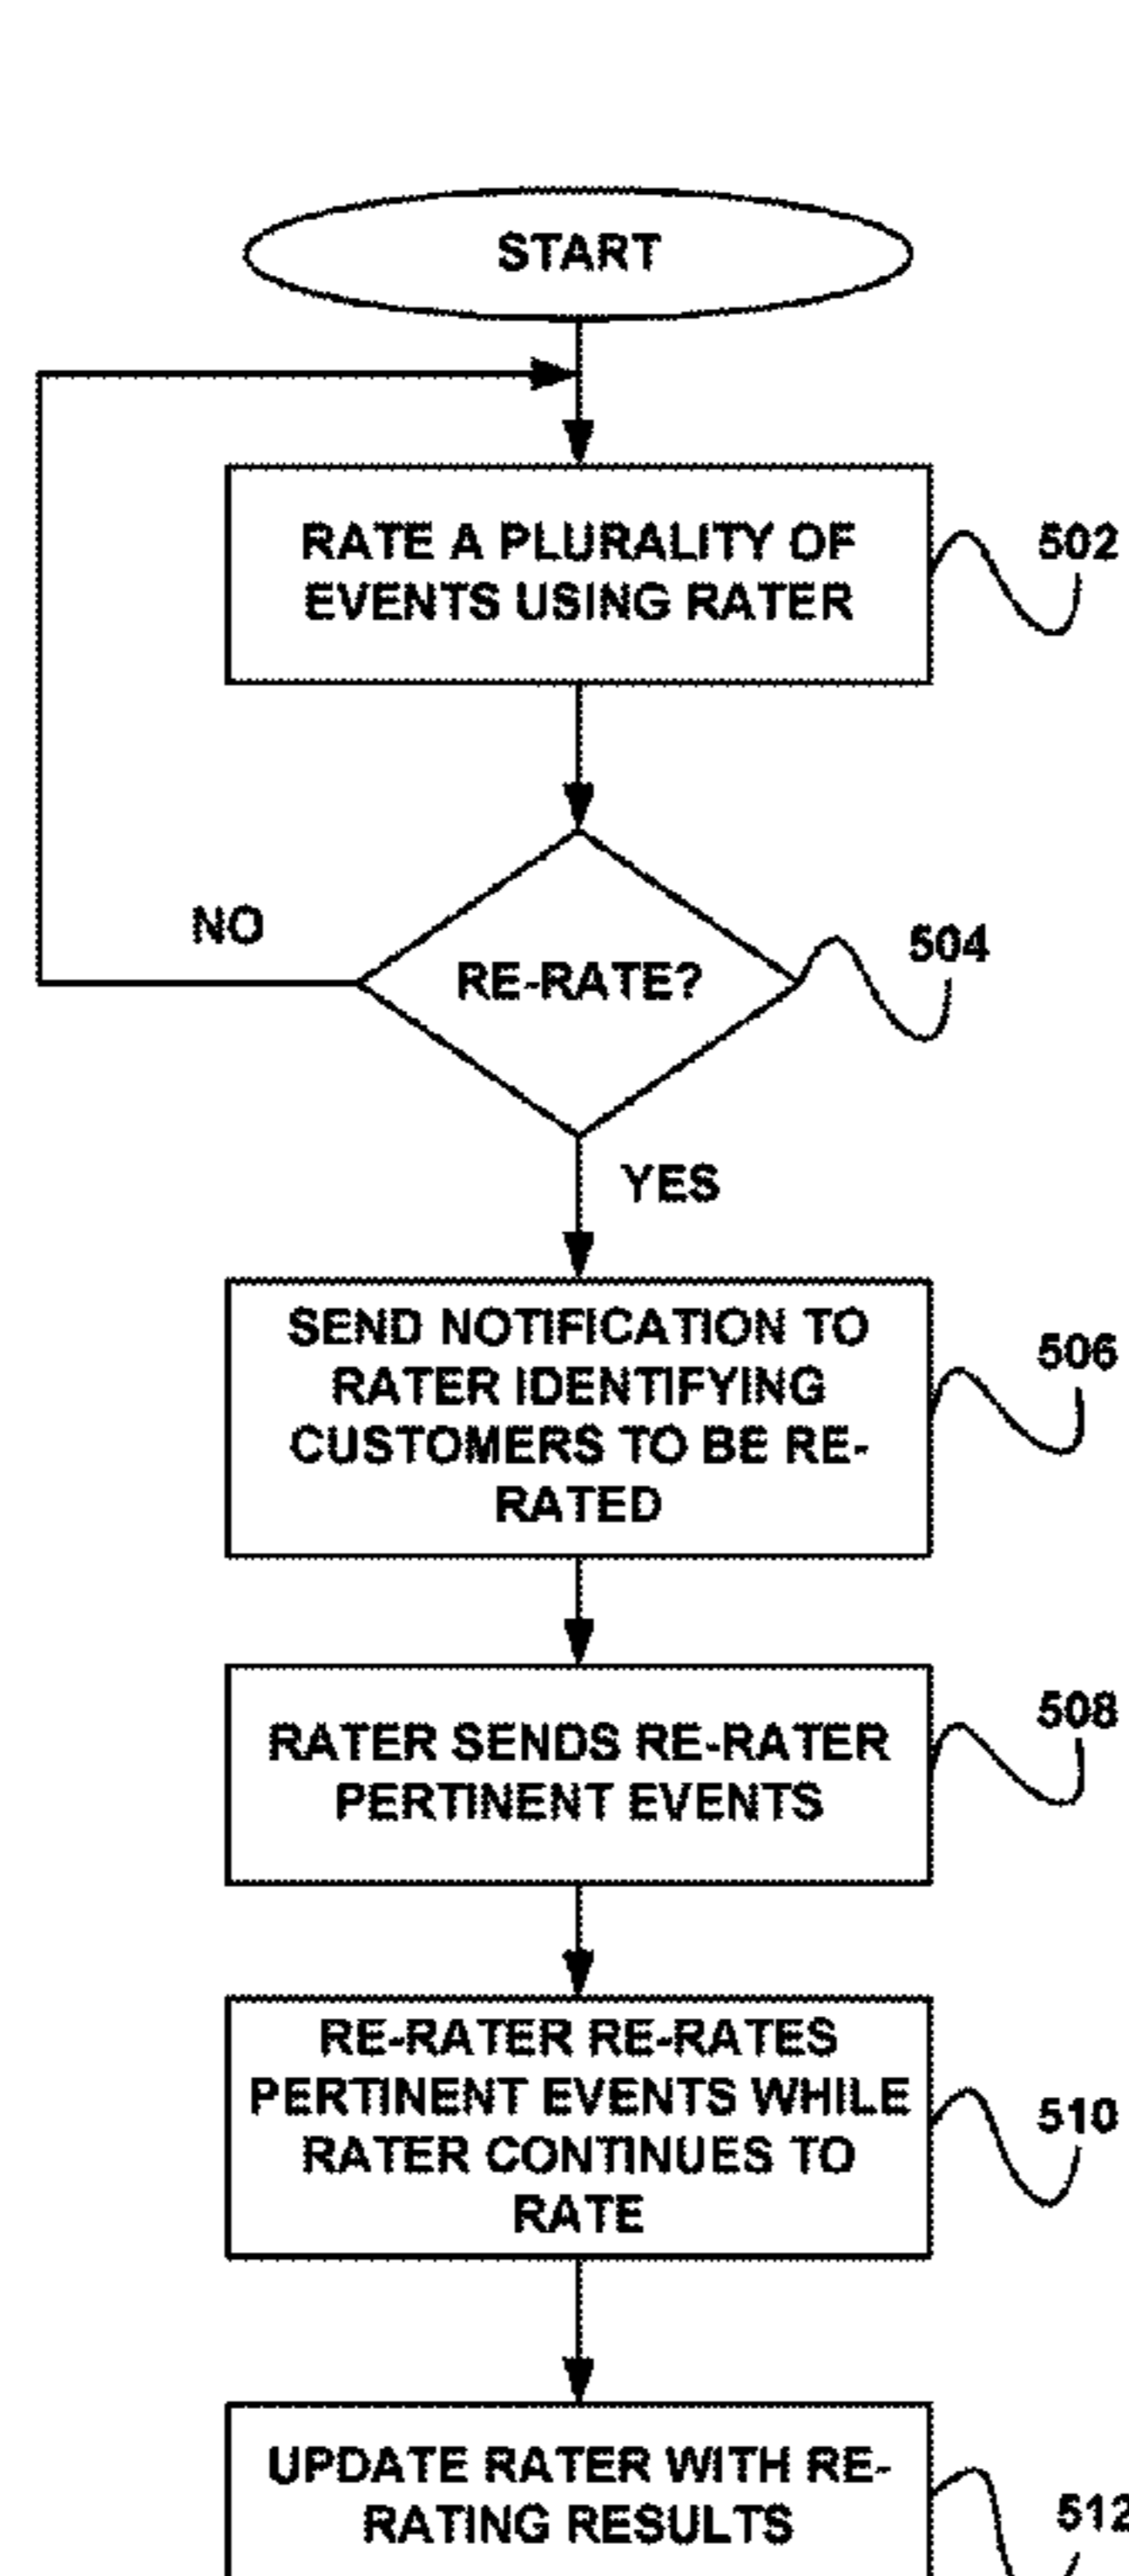 START
RATE A PLURALITY OF
EVENTS USING RATER
502
NO
RE-RATE?
504
YES
SEND NOTIFICATION TO
RATER IDENTIFYING
CUSTOMERS TO BE RE-
RATED
506
RATER SENDS RE-RATER
PERTINENT EVENTS
508
RE-RATER RE-RATES
PERTINENT EVENTS WHILE
RATER CONTINUES TO
RATE
510
UPDATE RATER WITH RE-
RATING RESULTS
512